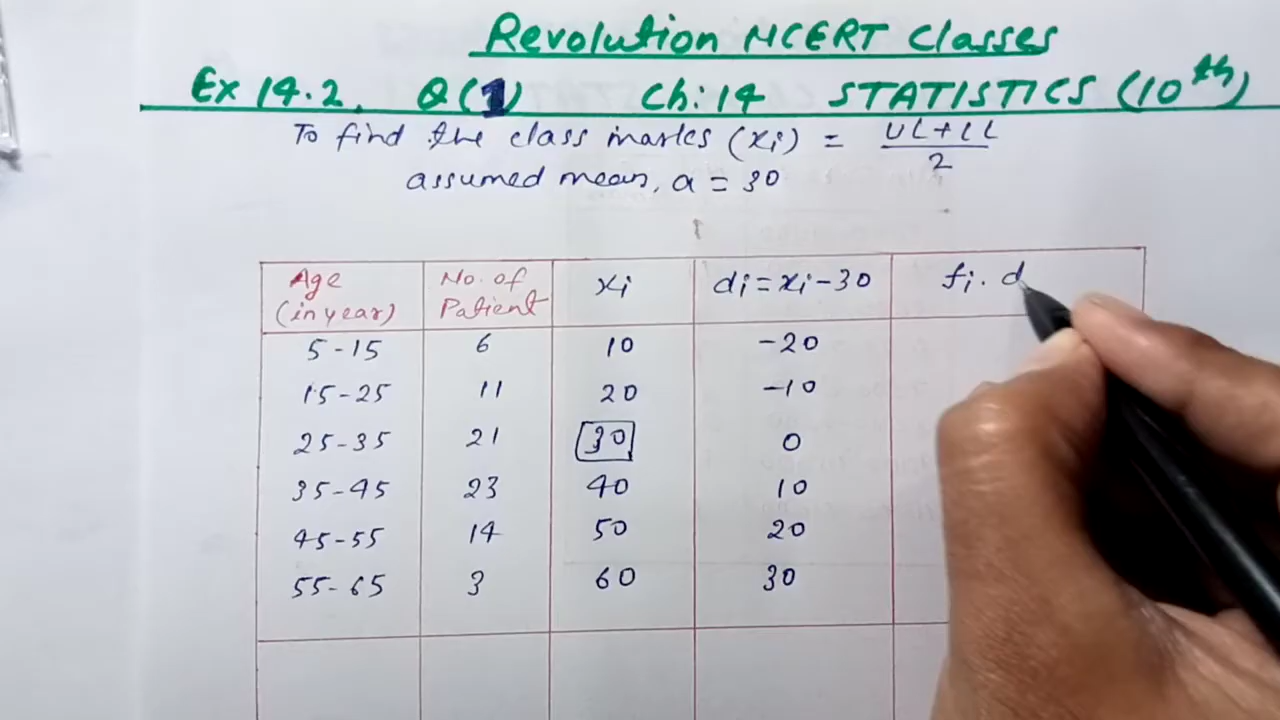 Revolution NCERT Classes
Ex 14.2, Q(1) Ch:14 STATISTICS (10th)
To find the class marks (xi) = UL+LL
2
assumed mean, a = 30
Age (in year) No. of Patient xi di=xi-30 fi.d
5-15 6 10 -20
15-25 11 20 -10
25-35 21 30 0
35-45 23 40 10
45-55 14 50 20
55-65 3 60 30